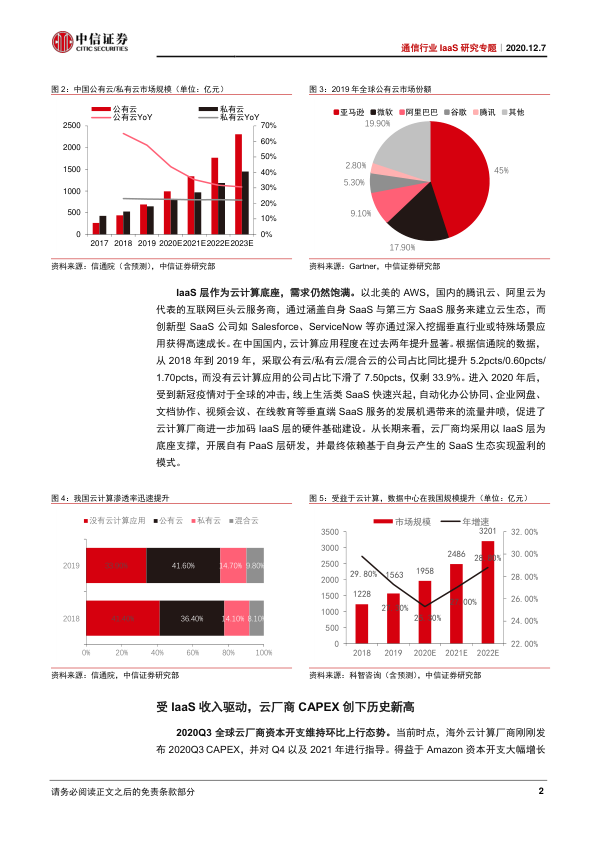 中信证券
CITIC SECURITIES
通信行业 IaaS 研究专题｜2020.12.7
图 2：中国公有云/私有云市场规模（单位：亿元）
公有云 私有云
公有云YoY 私有云YoY
2500
2000
1500
1000
500
0
70%
60%
50%
40%
30%
20%
10%
0%
2017 2018 2019 2020E 2021E 2022E 2023E
资料来源：信通院（含预测），中信证券研究部
图 3：2019 年全球公有云市场份额
亚马逊 微软 阿里巴巴 谷歌 腾讯 其他
19.90%
45%
2.80%
5.30%
9.10%
17.90%
资料来源：Gartner，中信证券研究部
IaaS 层作为云计算底座，需求仍然饱满。以北美的 AWS，国内的腾讯云、阿里云为
代表的互联网巨头云服务商，通过涵盖自身 SaaS 与第三方 SaaS 服务来建立云生态，而
创新型 SaaS 公司如 Salesforce、ServiceNow 等亦通过深入挖掘垂直行业或特殊场景应
用获得高速成长。在中国国内，云计算应用程度在过去两年提升显著。根据信通院的数据，
从 2018 年到 2019 年，采取公有云/私有云/混合云的公司占比同比提升 5.2pcts/0.60pcts/
1.70pcts，而没有云计算应用的公司占比下滑了 7.50pcts，仅剩 33.9%。进入 2020 年后，
受到新冠疫情对于全球的冲击，线上生活类 SaaS 快速兴起，自动化办公协同、企业网盘、
文档协作、视频会议、在线教育等垂直端 SaaS 服务的发展机遇带来的流量井喷，促进了
云计算厂商进一步加码 IaaS 层的硬件基础建设。从长期来看，云厂商均采用以 IaaS 层为
底座支撑，开展自有 PaaS 层研发，并最终依赖基于自身云产生的 SaaS 生态实现盈利的
模式。
图 4：我国云计算渗透率迅速提升
没有云计算应用 公有云 私有云 混合云
2019 41.60% 14.70% 9.80%
2018 36.40% 14.10% 8.10%
0% 20% 40% 60% 80% 100%
资料来源：信通院，中信证券研究部
图 5：受益于云计算，数据中心在我国规模提升（单位：亿元）
市场规模 年增速
3500
3000
2500
2000
1500
1000
500
0
32.00%
30.00%
28.00%
26.00%
24.00%
22.00%
1228 1563 1958 2486 3201
29.80%
2018 2019 2020E 2021E 2022E
资料来源：科智咨询（含预测），中信证券研究部
受 IaaS 收入驱动，云厂商 CAPEX 创下历史新高
2020Q3 全球云厂商资本开支维持环比上行态势。当前时点，海外云计算厂商刚刚发
布 2020Q3 CAPEX，并对 Q4 以及 2021 年进行指导。得益于 Amazon 资本开支大幅增长
请务必阅读正文之后的免责条款部分
2